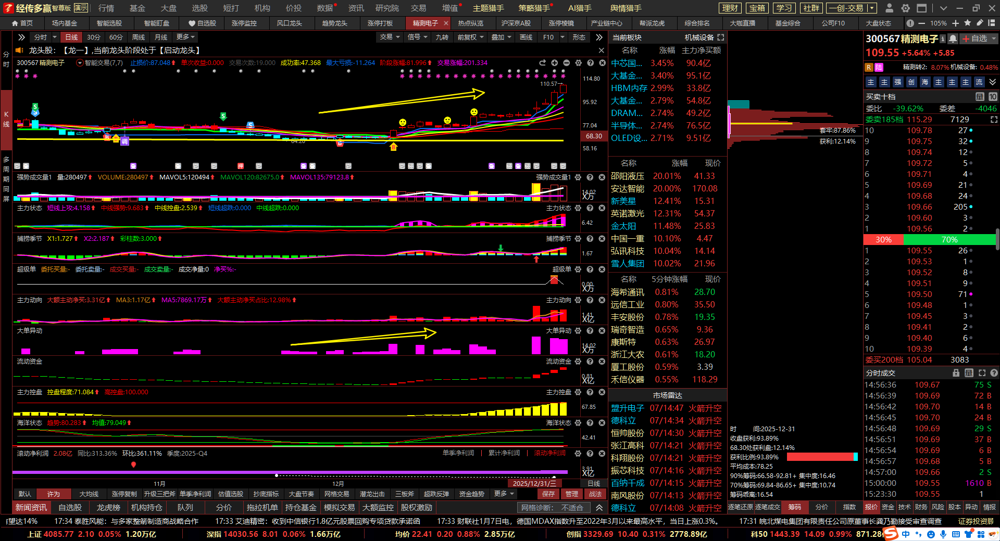 经传多赢 智尊版 演示 行情 基金 大盘 选股 短打 机构 价投 数据 资讯 研究院 交易 增值 主题猎手 策略猎手 AI猎手 舆情猎手 理财 宝箱 学习 社群 一创-交易
首页 场内基金 智能选股 智能盯盘 自选股 涨停监控 风口龙头 趋势龙头 涨停打板 精测电子 热点纵览 沪深京A股 涨停棱镜 产业链中心 帮派龙虎 综合排名 大咖直播 基金综合 公司F10 大盘状态 105%
分时 日线 30分 60分 周线 月线 更多 交易 信号 九转 前复权 叠加 画线 F10 形态
龙头股：【龙一】,当前龙头阶段处于【启动龙头】
300567 精测电子 智能交易(7,7) 止损价:87.048 单次收益:0.000 交易次数:19.000 成功率:47.368 最大亏损:-11.264 阶段涨幅:81.996 交易涨幅:201.334
分时
K线
多周期同屏
110.57
64.20
114.80
95.92
77.04
68.30
58.16
S S B 调 S S B B
强势成交量1 量:280497 VOLUME:280497 MAVOL5:120494 MAVOL120:82675.0 MAVOL135:79123.8 强势成交量1
14.02
X万
主力状态 短线上攻:4.158 中线强势:9.683 中线控盘:2.539 短线超跌:0.000 中线超跌:0.000 主力状态
6.42
捕捞季节 X1:1.727 X2:2.187 彩柱数:3.000 捕捞季节
1.67
超级单 委托买量:- 委托卖量:- 成交买量:- 成交卖量:- 成交净量:0 净买%:- 超级单
0.00
X万
主力动向 大额主动净买:3.31亿 MA3:1.17亿 MA5:7869.17万 大额主动净买占比:12.98% 主力动向
1.41
X亿
大单异动 大单异动
14.02
X万
流动资金 流动资金
0.81
X亿
主力控盘 控盘程度:71.084 高控盘:100.000 主力控盘
67.85
海洋状态 趋势:80.283 均值:79.049 海洋状态
42.41
滚动净利润 2.08亿 同比:313.36% 环比:361.11% 季度:2025-Q4 单季净利润 累计净利润 滚动净利润
3.91
X亿
11月 12月 2025/12/31/三 日线
默认 许为 大均线 涨停复制 升级三把斧 单季净利润 估值选股 抄底指标 大盘节奏 网格交易 潜龙出击 三板斧 超跌反弹 资金趋势 更多 保存 管理 战法
新闻资讯 自选股 龙虎榜 机构持仓 队列 分价 拖拉机单 持仓基金 模拟交易 大额监控 股权激励 网格诊断： 不适合
当前板块 机械设备
名称 涨幅 主力净买额
中芯国... 3.45% 90.4亿
大基金... 3.40% 95.1亿
HBM内存 2.99% 33.8亿
大基金... 2.79% 54.8亿
DRAM... 2.74% 49.2亿
半导体... 2.74% 76.5亿
OLED设... 2.71% 9.51亿
名称 涨幅 现价
邵阳液压 20.01% 41.33
安达智能 20.00% 170.08
新美星 12.41% 15.31
英诺激光 12.31% 54.37
金太阳 11.48% 25.83
中国一重 10.10% 4.47
弘讯科技 10.04% 14.14
雪人集团 10.02% 21.96
名称 5分钟涨幅 现价
海希通讯 0.81% 28.70
远信工业 0.80% 35.50
丰安股份 0.78% 19.35
瑞奇智造 0.65% 9.36
康斯特 0.63% 26.97
浙江大农 0.61% 18.20
厦工股份 0.59% 3.39
禾信仪器 0.55% 118.29
市场雷达
盟升电子 07/14:47 火箭升空
德科立 07/14:34 火箭升空
恒帅股份 07/14:30 火箭升空
张江高科 07/14:21 火箭升空
科翔股份 07/14:21 火箭升空
振芯科技 07/14:16 火箭升空
百纳千成 07/14:15 火箭升空
南风股份 07/14:13 火箭升空
德科立 07/14:08 火箭升空
套牢:87.86%
获利:12.14%
时 间:2025-12-31
收盘获利:93.89%
68.30处获利盘:12.14%
获利比例:93.89%
平均成本:78.25
90%筹码:66.58-92.81+ 集中度:16.46
70%筹码:69.84-86.65+ 集中度:10.74
筹码乖离:16.54
逐笔还原 逐笔成交 筹码 分价 指数
300567 精测电子 自选
109.55 +5.64% +5.85
R 陆 精测转2: 8.07% 机械设备: 0.48%
主 主 强 创 海 主 主 主 流
买卖十档 量 10
委比 -39.62% 委差 -4046
委卖185档 115.29 7129
10 109.78 27
9 109.75 32
8 109.74 12
7 109.72 5
6 109.71 4
5 109.69 21
4 109.68 24
3 109.66 205
2 109.60 3
1 109.56 2
30% 70%
1 109.55 26
2 109.53 1
3 109.52 8
4 109.51 9
5 109.50 71
6 109.48 1
7 109.45 3
8 109.41 2
9 109.40 6
10 109.39 4
委买200档 105.04 3083
分时成交
14:56:36 109.67 75 S
14:56:39 109.69 72 B
14:56:42 109.70 14 B
14:56:45 109.70 24 B
14:56:48 109.69 29 S
14:56:51 109.69 37 B
14:56:54 109.69 6 B
14:56:57 109.68 5 B
14:57:00 109.66 2 S
15:00:00 109.55 1610 B
15:23:30 109.55 1
报价 资金 技术 财务 风险 股本 异动 情报
望达14% 17:34 泰胜风能：与多家整箭制造商战略合作 17:33 艾迪精密：收到中信银行1.8亿元股票回购专项贷款承诺函 17:33 财联社1月7日电，德国MDAX指数升至2022年3月以来最高水平，当日上涨0.3%。 17:31 皖北煤电集团有限责任公司原董事长龚乃勤接受审查调查 证券投资顾
上证 4085.77 2.10 0.05% 1.20万亿 深指 14030.56 8.01 0.06% 1.66万亿 均价 22.41 0.20 0.88% 2.85万亿 创指 3329.69 10.40 0.31% 2778.89亿 科50 1443.39 14.09 0.99% 871.28 中